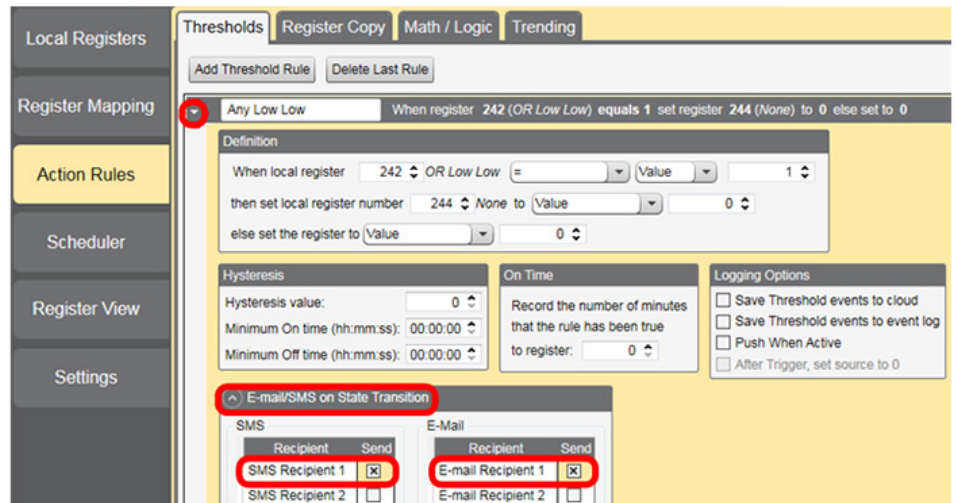 Local Registers
Register Mapping
Action Rules
Scheduler
Register View
Settings
Thresholds Register Copy Math / Logic Trending
Add Threshold Rule Delete Last Rule
Any Low Low When register 242 (OR Low Low) equals 1 set register 244 (None) to 0 else set to 0
Definition
When local register 242 OR Low Low = Value 1
then set local register number 244 None to Value 0
else set the register to Value 0
Hysteresis
Hysteresis value: 0
Minimum On time (hh:mm:ss): 00:00:00
Minimum Off time (hh:mm:ss): 00:00:00
On Time
Record the number of minutes
that the rule has been true
to register: 0
Logging Options
Save Threshold events to cloud
Save Threshold events to event log
Push When Active
After Trigger, set source to 0
E-mail/SMS on State Transition
SMS
Recipient Send
SMS Recipient 1
SMS Recipient 2
E-Mail
Recipient Send
E-mail Recipient 1
E-mail Recipient 2